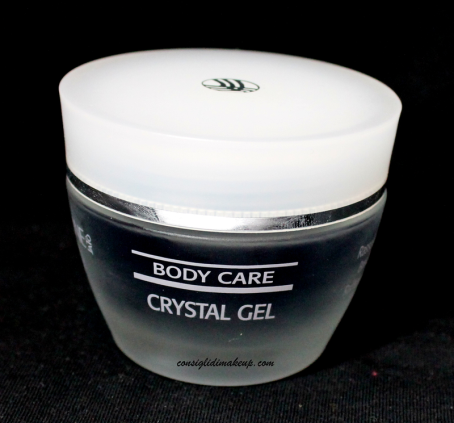 BODY CARE
CRYSTAL GEL
consiglidimakeup.com